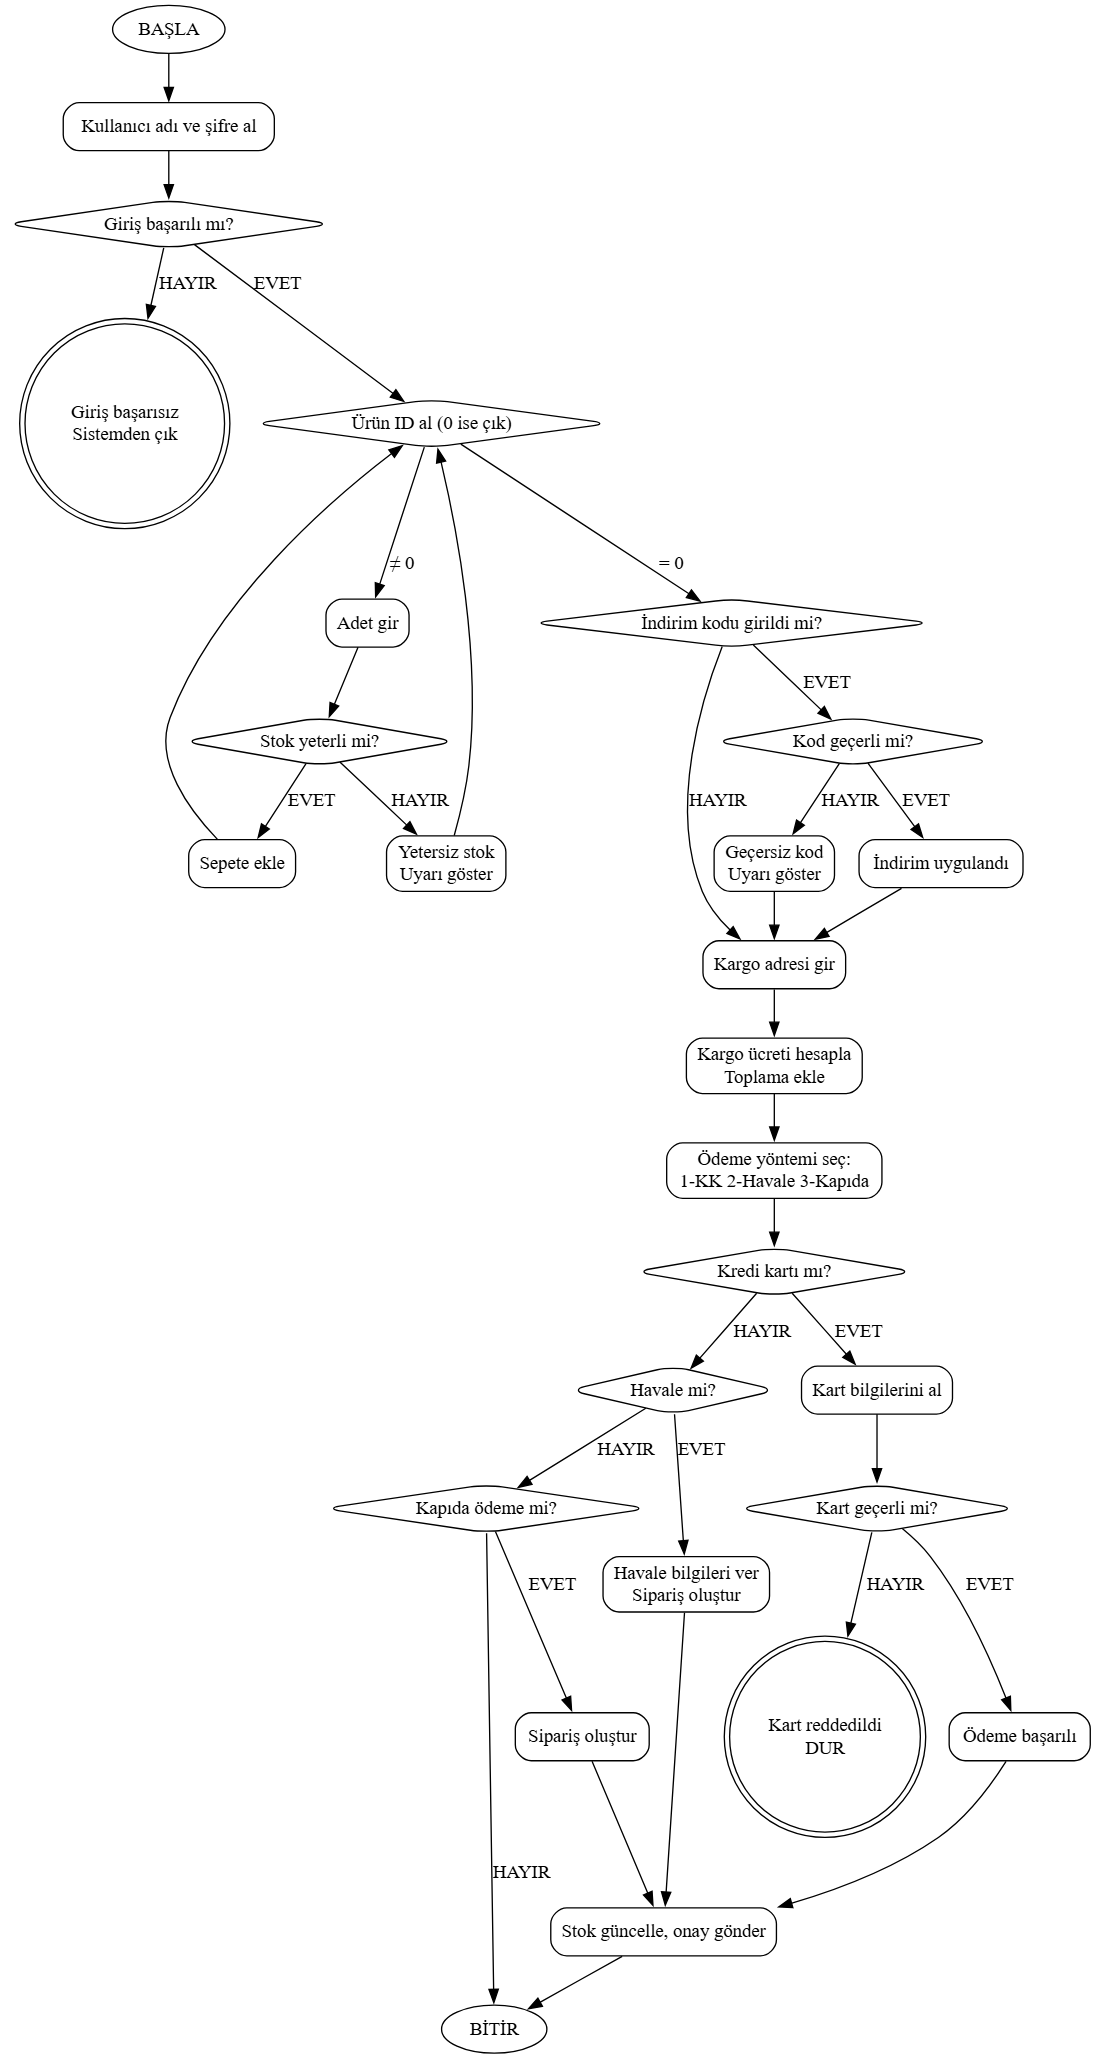 BAŞLA
Kullanıcı adı ve şifre al
Giriş başarılı mı?
HAYIR
EVET
Giriş başarısız
Sistemden çık
Ürün ID al (0 ise çık)
≠ 0
= 0
Adet gir
İndirim kodu girildi mi?
EVET
Stok yeterli mi?
Kod geçerli mi?
EVET
HAYIR
HAYIR
HAYIR
EVET
Sepete ekle
Yetersiz stok
Uyarı göster
Geçersiz kod
Uyarı göster
İndirim uygulandı
Kargo adresi gir
Kargo ücreti hesapla
Toplama ekle
Ödeme yöntemi seç:
1-KK 2-Havale 3-Kapıda
Kredi kartı mı?
HAYIR
EVET
Havale mi?
Kart bilgilerini al
HAYIR
EVET
Kapıda ödeme mi?
Kart geçerli mi?
EVET
Havale bilgileri ver
Sipariş oluştur
HAYIR
EVET
Sipariş oluştur
Kart reddedildi
DUR
Ödeme başarılı
HAYIR
Stok güncelle, onay gönder
BİTİR